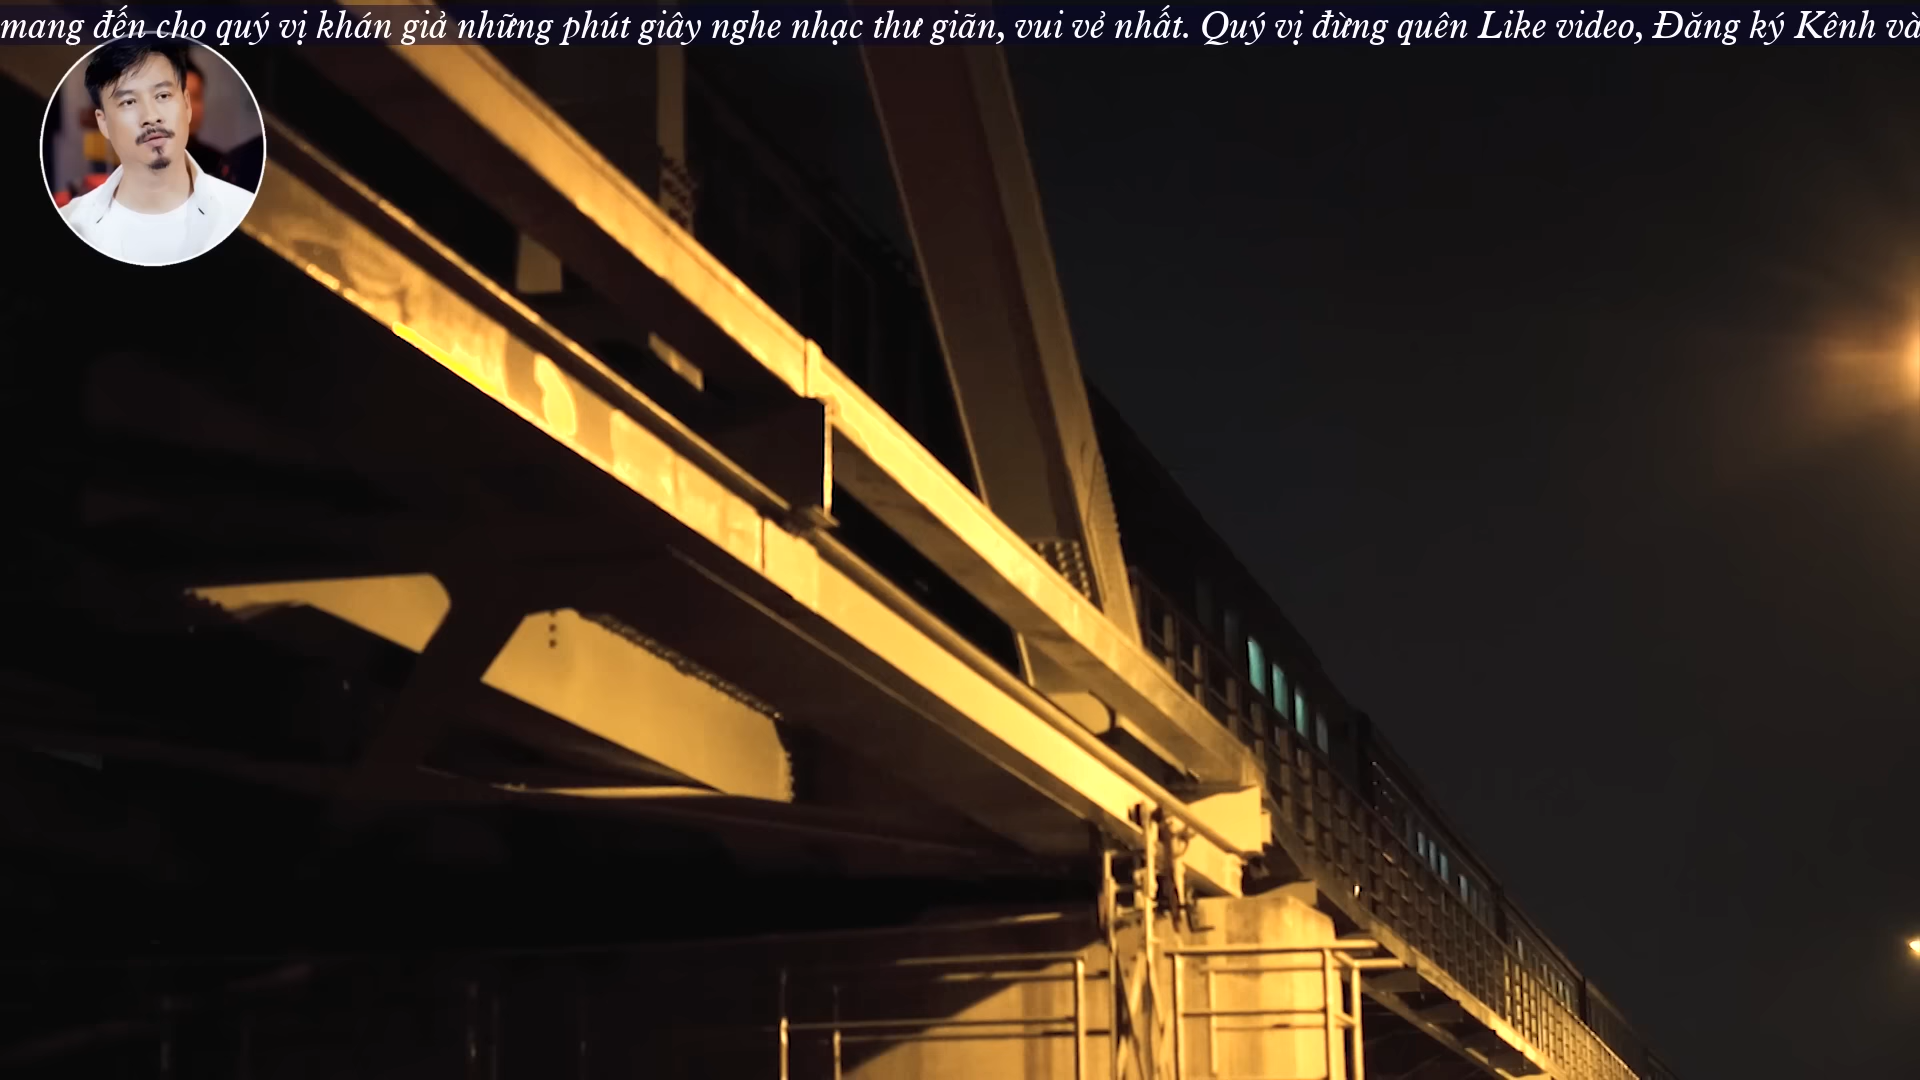 mang đến cho quý vị khán giả những phút giây nghe nhạc thư giãn, vui vẻ nhất. Quý vị đừng quên Like video, Đăng ký Kênh và